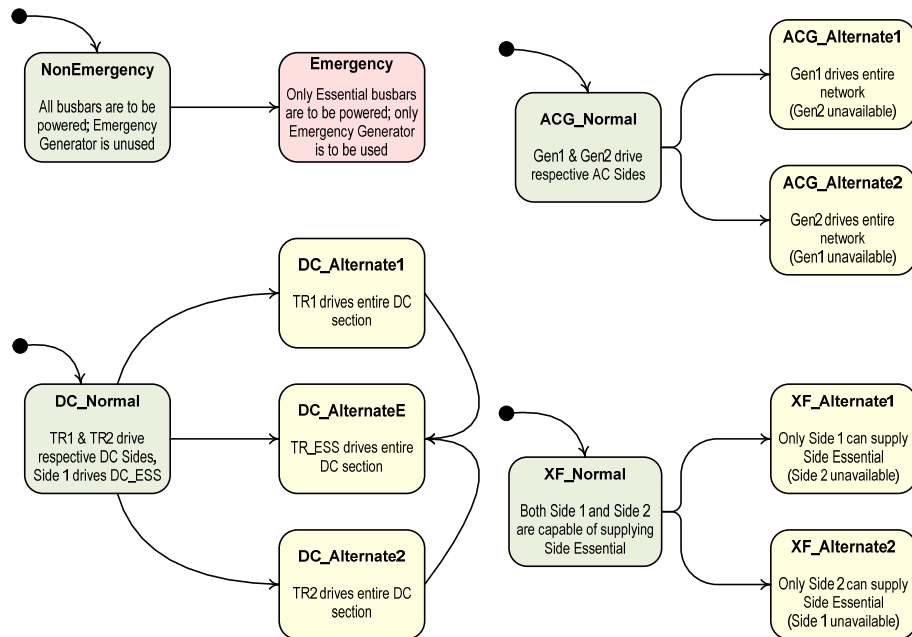 NonEmergency
All busbars are to be
powered; Emergency
Generator is unused
Emergency
Only Essential busbars
are to be powered; only
Emergency Generator
is to be used
ACG_Normal
Gen1 & Gen2 drive
respective AC Sides
ACG_Alternate1
Gen1 drives entire
network
(Gen2 unavailable)
ACG_Alternate2
Gen2 drives entire
network
(Gen1 unavailable)
DC_Normal
TR1 & TR2 drive
respective DC Sides,
Side 1 drives DC_ESS
DC_Alternate1
TR1 drives entire DC
section
DC_AlternateE
TR_ESS drives entire
DC section
DC_Alternate2
TR2 drives entire DC
section
XF_Normal
Both Side 1 and Side 2
are capable of supplying
Side Essential
XF_Alternate1
Only Side 1 can supply
Side Essential
(Side 2 unavailable)
XF_Alternate2
Only Side 2 can supply
Side Essential
(Side 1 unavailable)